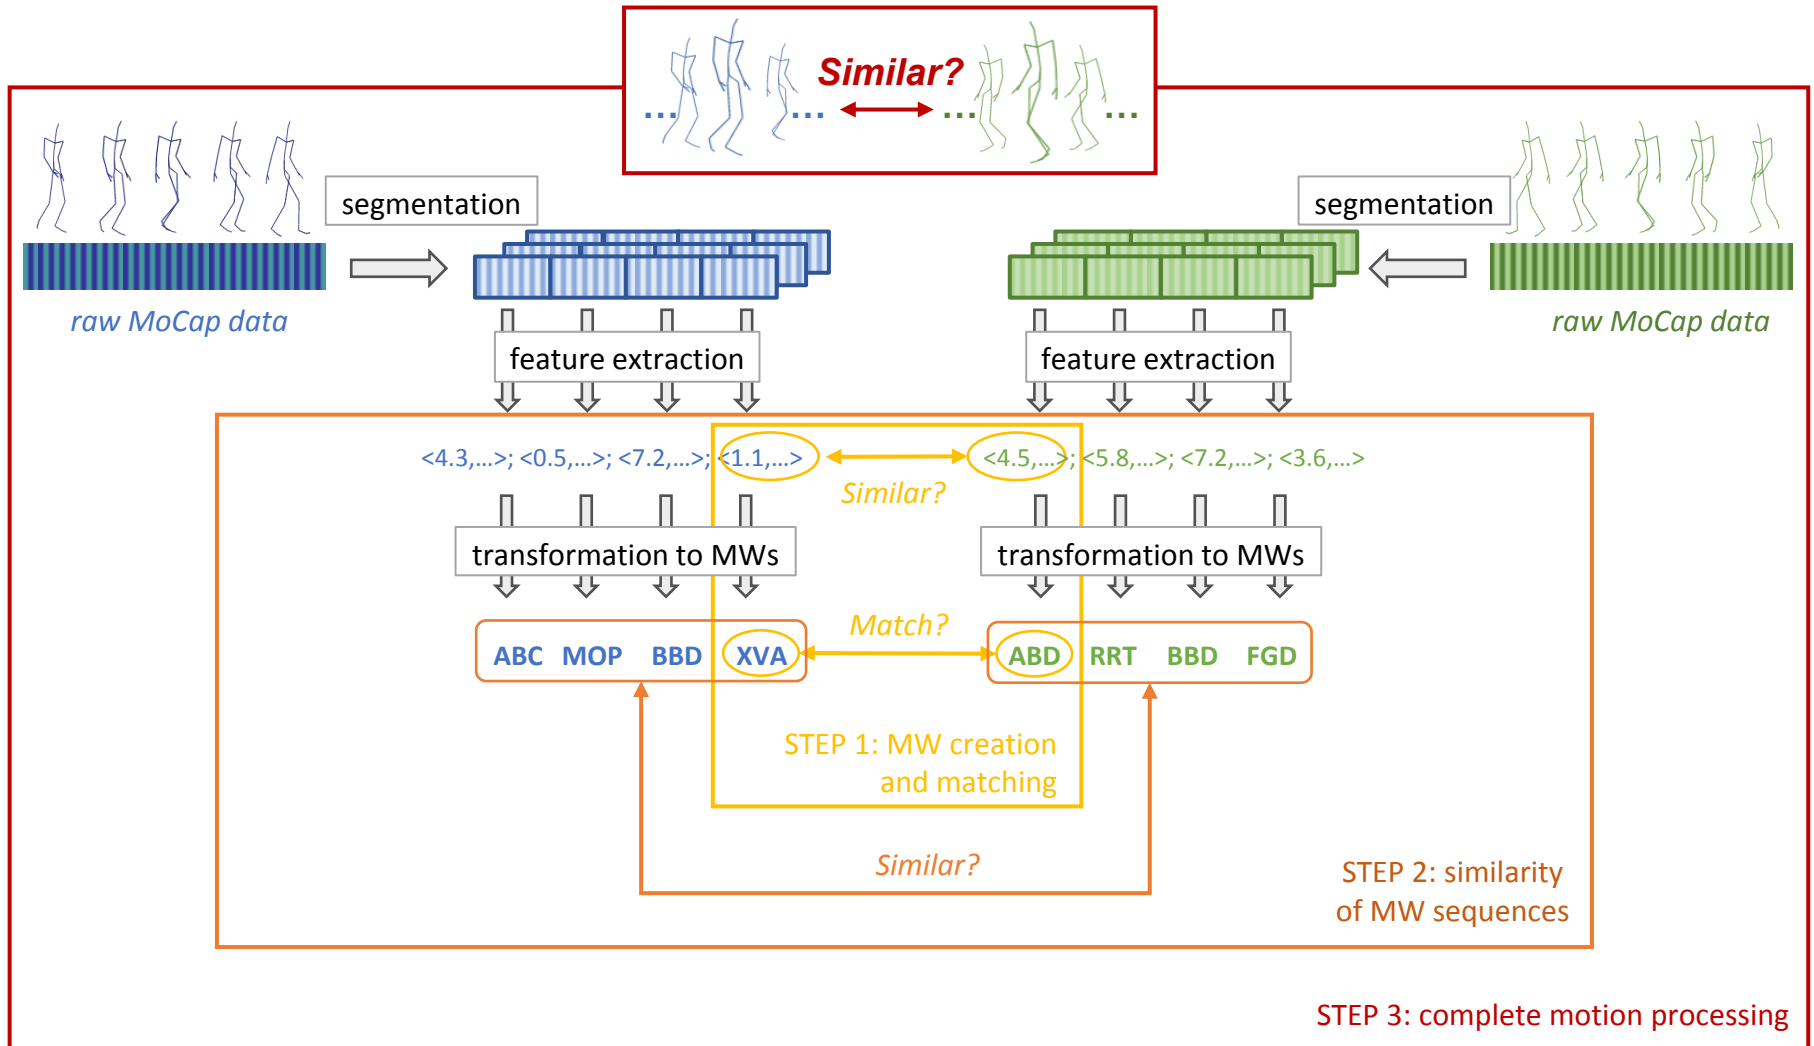 Similar?
... ... ... ...
segmentation
segmentation
raw MoCap data
raw MoCap data
feature extraction
feature extraction
<4.3,...>; <0.5,...>; <7.2,...>; <1.1,...>
<4.5,...>; <5.8,...>; <7.2,...>; <3.6,...>
Similar?
transformation to MWs
transformation to MWs
Match?
ABC MOP BBD XVA
ABD RRT BBD FGD
STEP 1: MW creation
and matching
Similar?
STEP 2: similarity
of MW sequences
STEP 3: complete motion processing